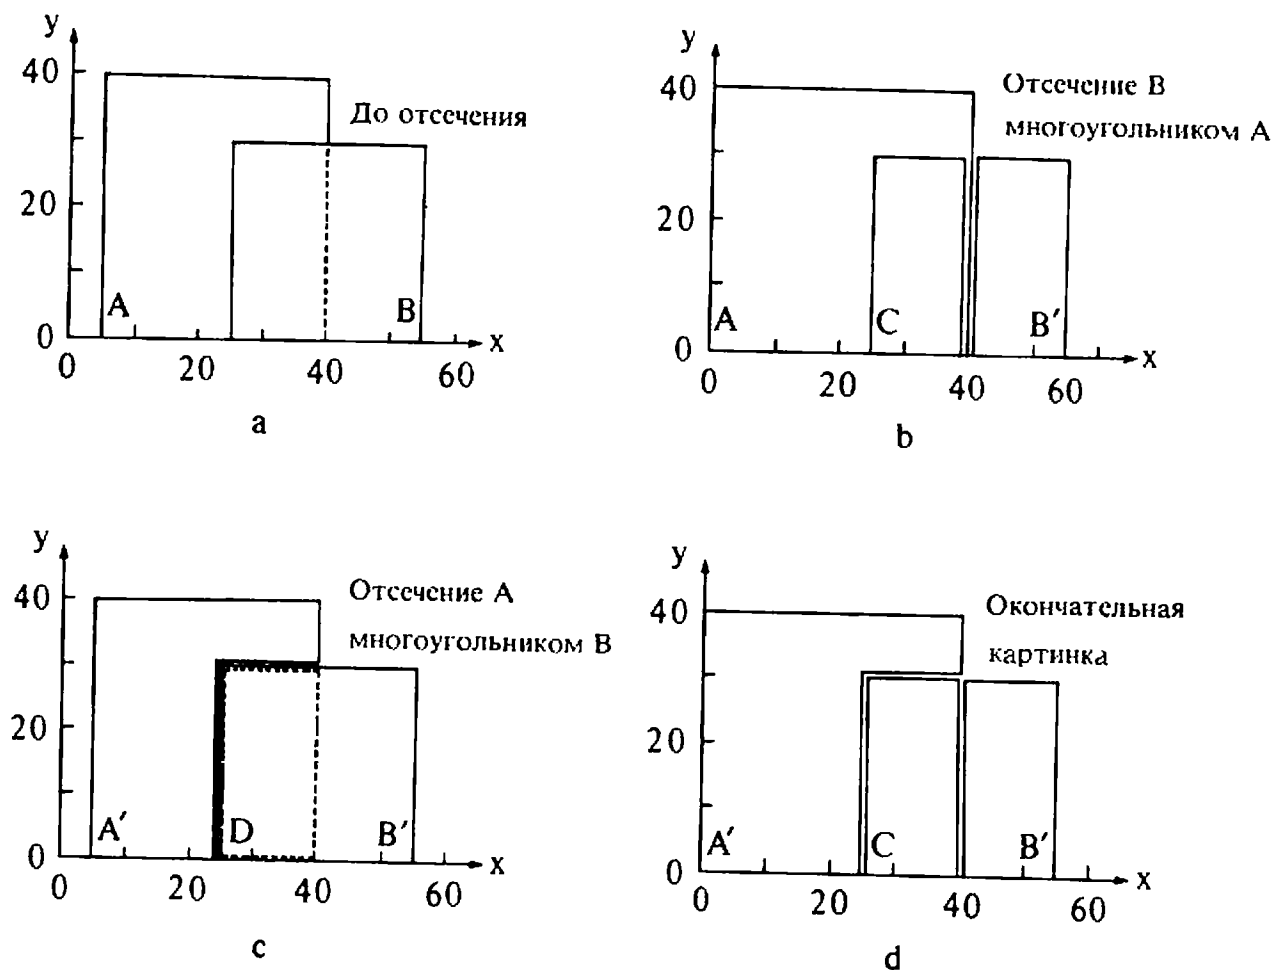 y
40
До отсечения
20
A
B
0
x
0
20
40
60
a
y
40
Отсечение B
многоугольником A
20
A
C
B′
0
x
0
20
40
60
b
y
40
Отсечение A
многоугольником B
20
A′
D
B′
0
x
0
20
40
60
c
y
40
Окончательная
картинка
20
A′
C
B′
0
x
0
20
40
60
d